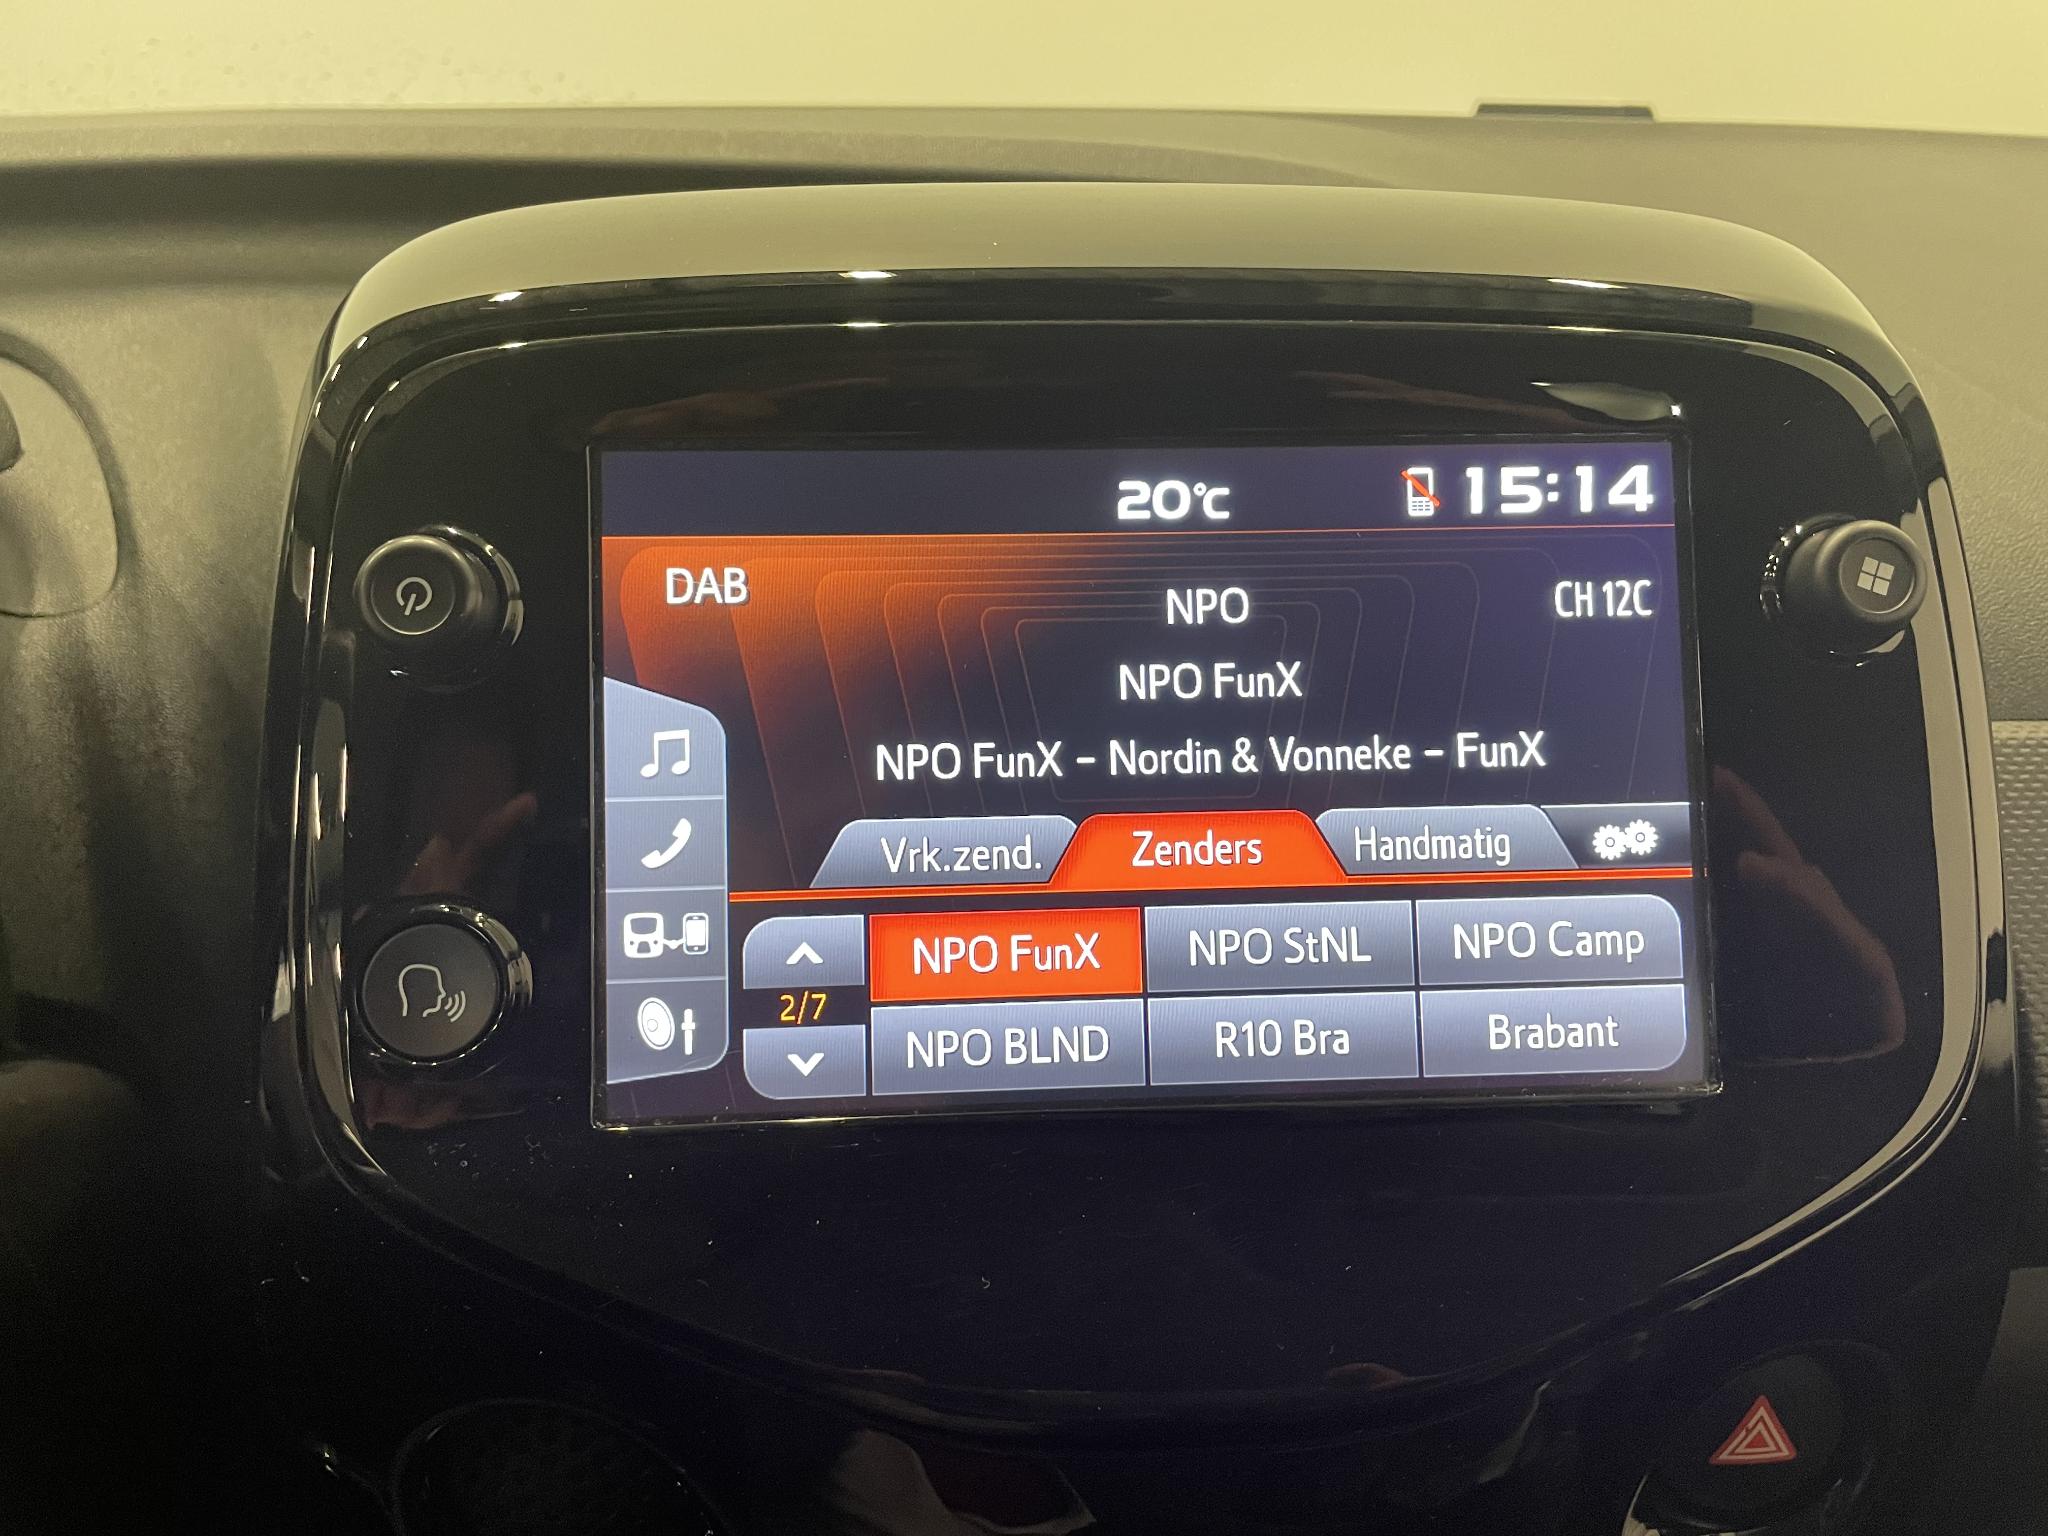 20°C 15:14
DAB NPO CH 12C
NPO FunX
NPO FunX - Nordin & Vonneke - FunX
Vrk.zend. Zenders Handmatig
NPO FunX NPO StNL NPO Camp
2/7
NPO BLND R10 Bra Brabant